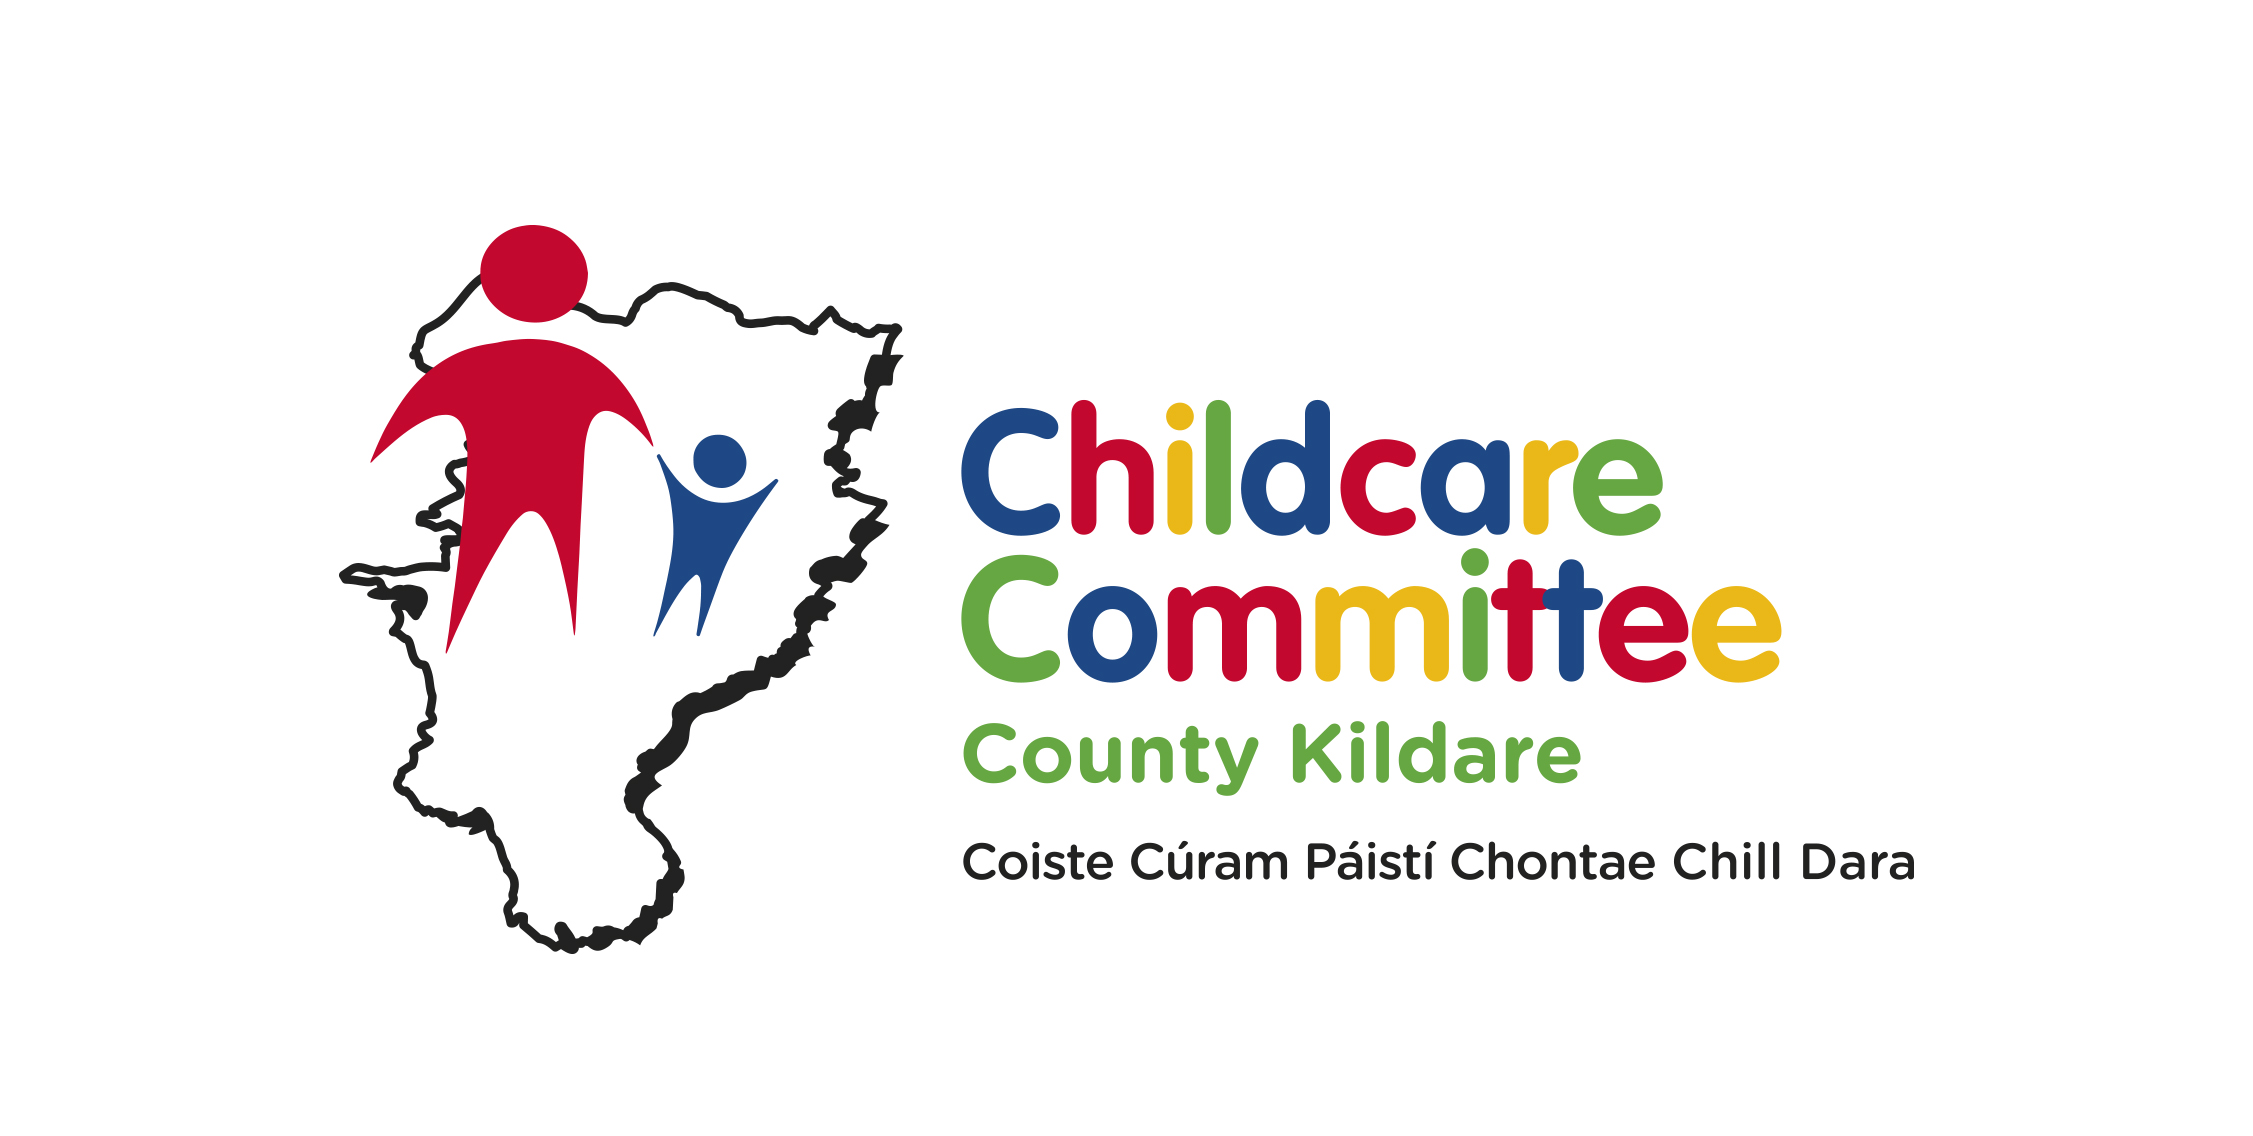 Childcare
Committee
County Kildare
Coiste Cúram Páistí Chontae Chill Dara